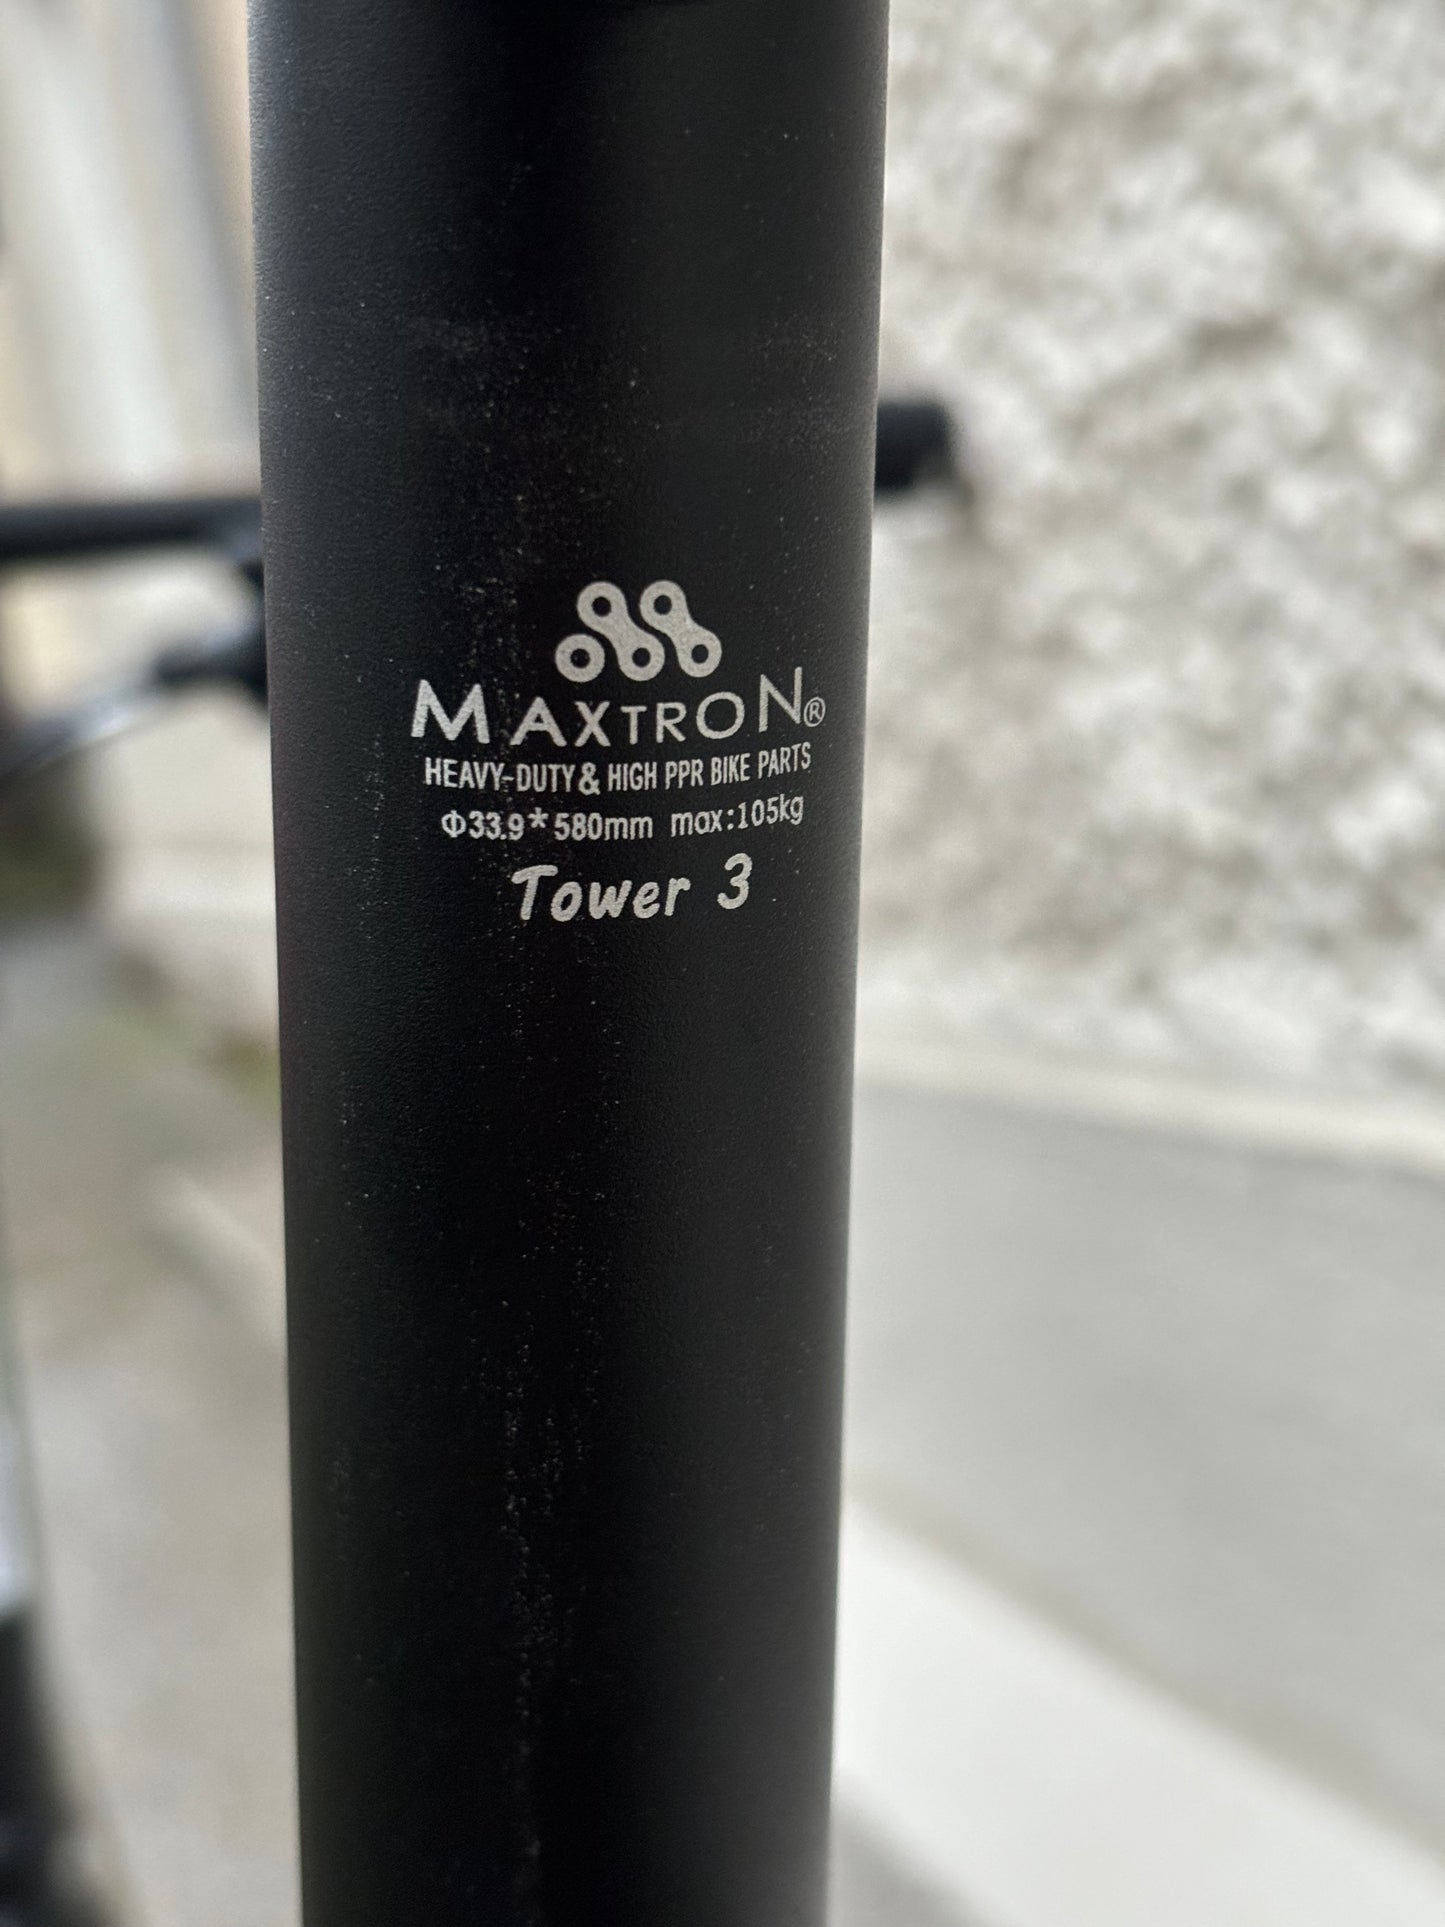 MAXTRON®
HEAVY-DUTY & HIGH PPR BIKE PARTS
Φ33.9*580mm max:105kg
Tower 3